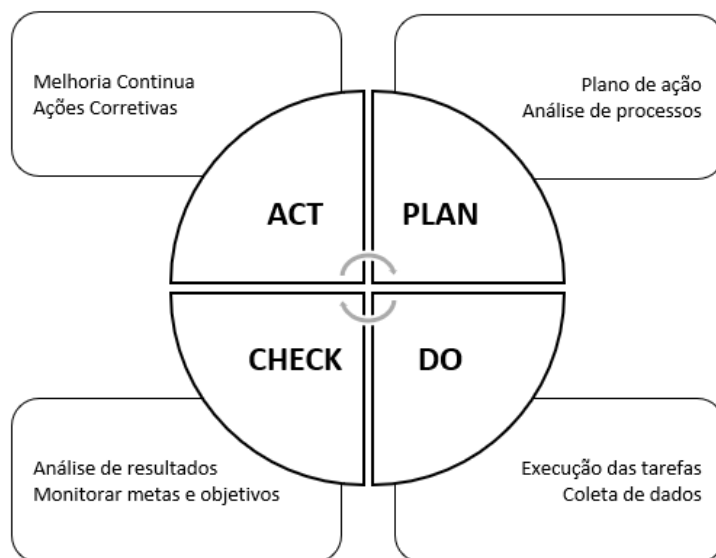 Melhoria Continua
Ações Corretivas
Plano de ação
Análise de processos
ACT
PLAN
CHECK
DO
Análise de resultados
Monitorar metas e objetivos
Execução das tarefas
Coleta de dados